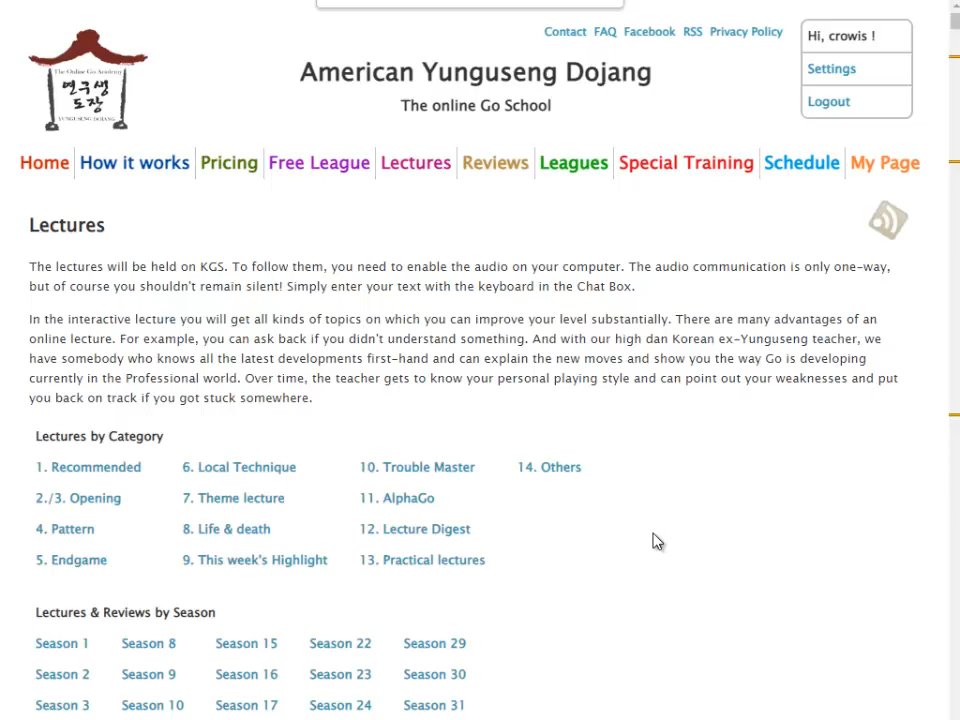 Contact FAQ Facebook RSS Privacy Policy
Hi, crowis !
Settings
Logout
The Online Go Academy
연구생
도장
YUNGUSENG DOJANG
American Yunguseng Dojang
The online Go School
Home How it works Pricing Free League Lectures Reviews Leagues Special Training Schedule My Page
Lectures
The lectures will be held on KGS. To follow them, you need to enable the audio on your computer. The audio communication is only one-way,
but of course you shouldn't remain silent! Simply enter your text with the keyboard in the Chat Box.
In the interactive lecture you will get all kinds of topics on which you can improve your level substantially. There are many advantages of an
online lecture. For example, you can ask back if you didn't understand something. And with our high dan Korean ex-Yunguseng teacher, we
have somebody who knows all the latest developments first-hand and can explain the new moves and show you the way Go is developing
currently in the Professional world. Over time, the teacher gets to know your personal playing style and can point out your weaknesses and put
you back on track if you got stuck somewhere.
Lectures by Category
1. Recommended 6. Local Technique 10. Trouble Master 14. Others
2./3. Opening 7. Theme lecture 11. AlphaGo
4. Pattern 8. Life & death 12. Lecture Digest
5. Endgame 9. This week's Highlight 13. Practical lectures
Lectures & Reviews by Season
Season 1 Season 8 Season 15 Season 22 Season 29
Season 2 Season 9 Season 16 Season 23 Season 30
Season 3 Season 10 Season 17 Season 24 Season 31